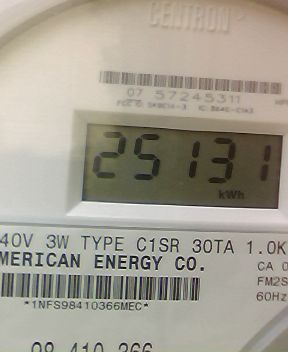 CENTRON
07 57245311
25131
kWh
40V 3W TYPE C1SR 30TA 1.0K
MERICAN ENERGY CO.
CA 0
FM2S
60Hz
*1NFS98410366MEC*
98 410 366